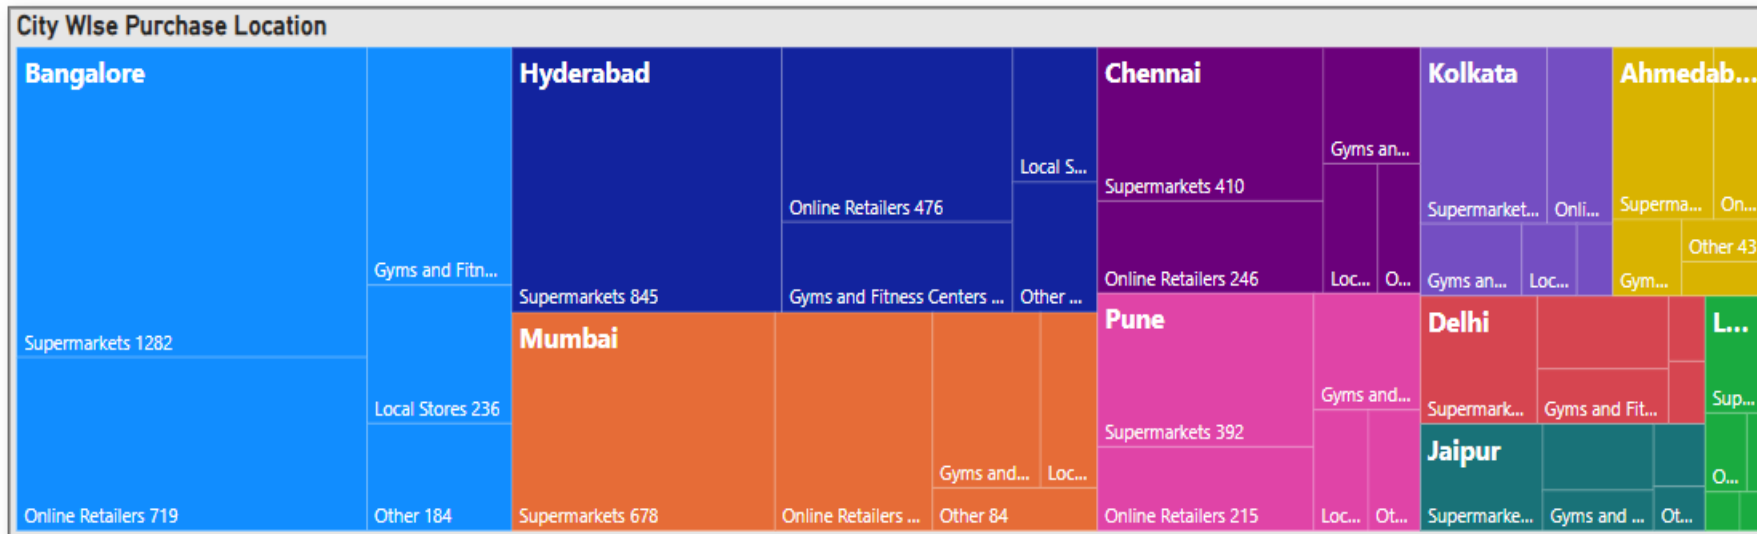 City WIse Purchase Location
Bangalore
Supermarkets 1282
Online Retailers 719
Gyms and Fitn...
Local Stores 236
Other 184
Hyderabad
Supermarkets 845
Online Retailers 476
Gyms and Fitness Centers ...
Local S...
Other ...
Mumbai
Supermarkets 678
Online Retailers ...
Gyms and...
Loc...
Other 84
Chennai
Supermarkets 410
Online Retailers 246
Gyms an...
Loc...
O...
Pune
Supermarkets 392
Online Retailers 215
Gyms and...
Loc...
Ot...
Kolkata
Supermarket...
Onli...
Gyms an...
Loc...
Ahmedab...
Superma...
On...
Gym...
Other 43
Delhi
Supermark...
Gyms and Fit...
Jaipur
Supermarke...
Gyms and ...
Ot...
L...
Sup...
O...